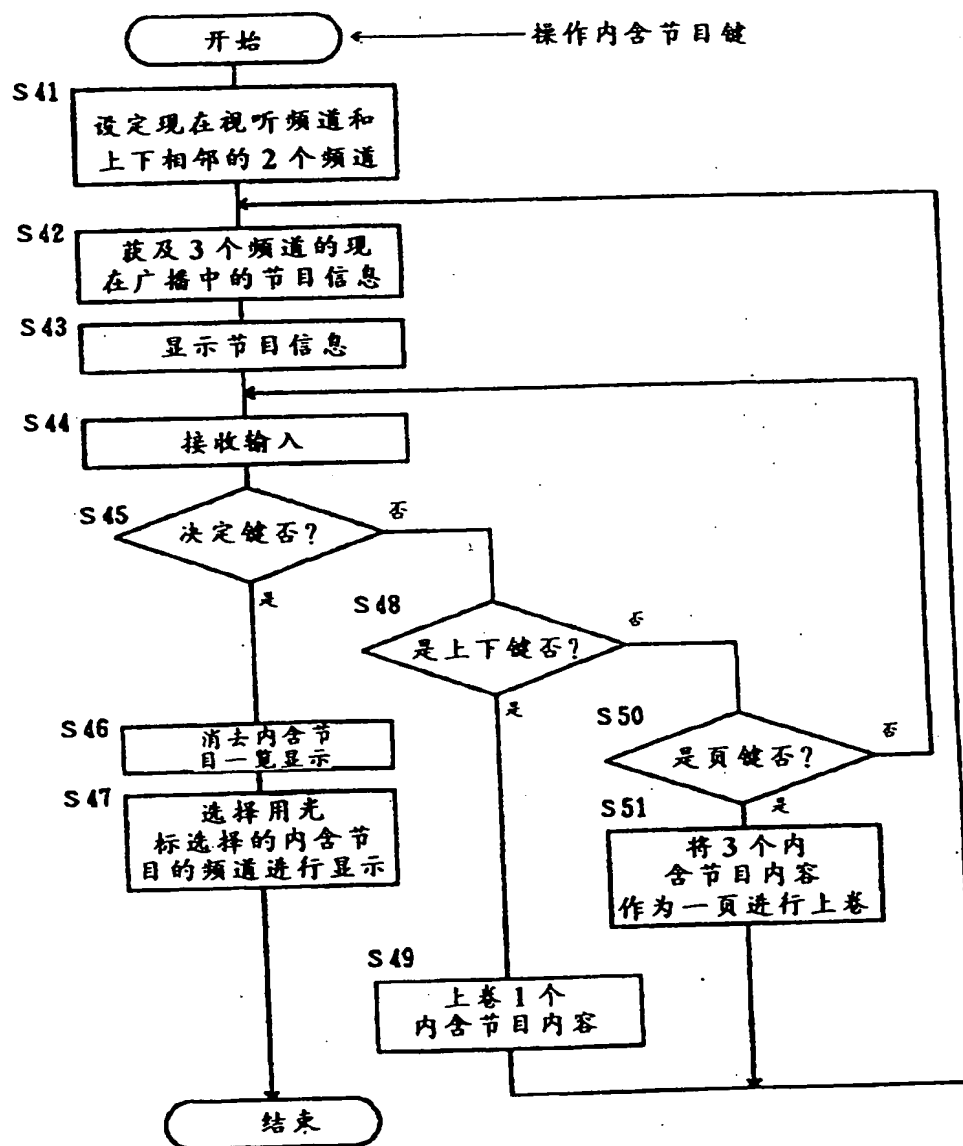 开始
操作内含节目键
S41
设定现在视听频道和
上下相邻的2个频道
S42
获及3个频道的现
在广播中的节目信息
S43
显示节目信息
S44
接收输入
S45
决定键否?
否
是
S48
是上下键否?
否
是
S46
消去内含节
目一览显示
S50
是页键否?
否
是
S47
选择用光
标选择的内含节
目的频道进行显示
S51
将3个内
含节目内容
作为一页进行上卷
S49
上卷1个
内含节目内容
结束